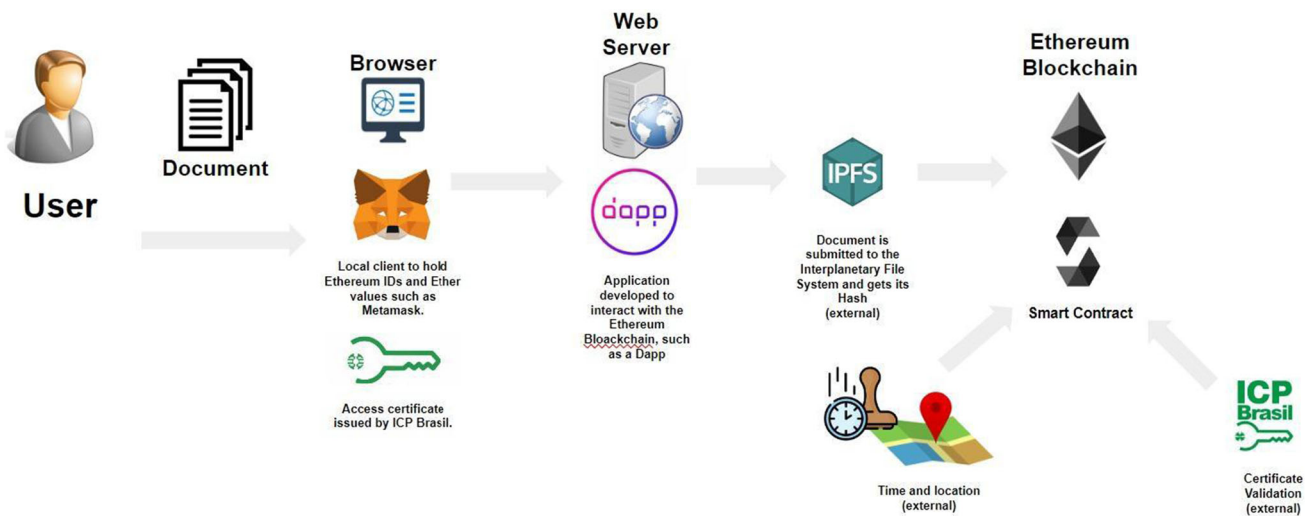 User
Document
Browser
Local client to hold
Ethereum IDs and Ether
values such as
Metamask.
Access certificate
issued by ICP Brasil.
Web
Server
dapp
Application
developed to
interact with the
Ethereum
Bloackchain, such
as a Dapp
IPFS
Document is
submitted to the
Interplanetary File
System and gets its
Hash
(external)
Ethereum
Blockchain
Smart Contract
Time and location
(external)
ICP
Brasil
Certificate
Validation
(external)